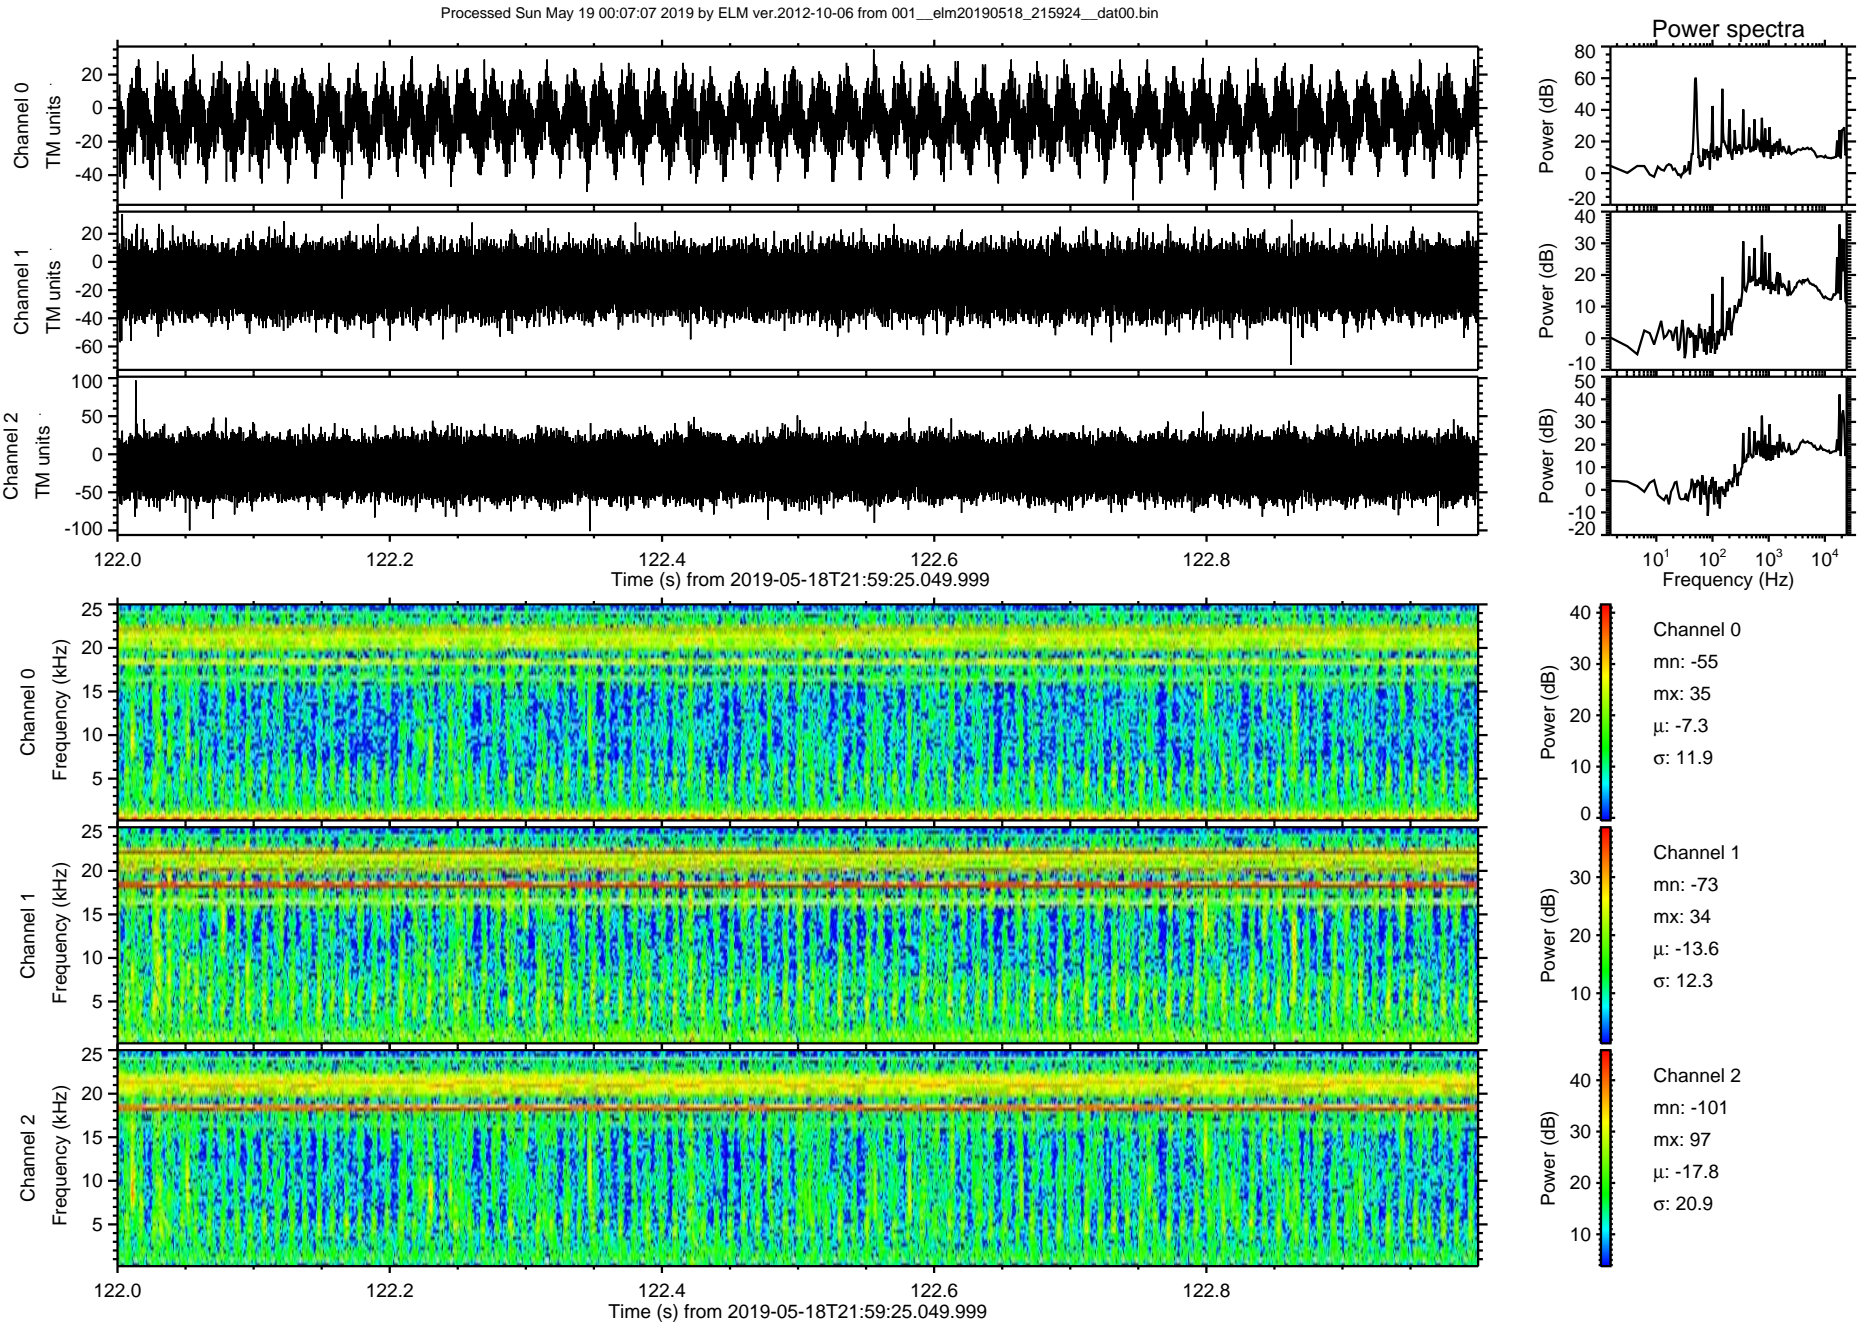 Processed Sun May 19 00:07:07 2019 by ELM ver.2012-10-06 from 001__elm20190518_215924__dat00.bin
Power spectra
Channel 0
TM units
20
0
-20
-40
Power (dB)
80
60
40
20
0
-20
Channel 1
TM units
20
0
-20
-40
-60
Power (dB)
40
30
20
10
0
-10
Channel 2
TM units
100
50
0
-50
-100
Power (dB)
50
40
30
20
10
0
-10
-20
122.0 122.2 122.4 122.6 122.8
Time (s) from 2019-05-18T21:59:25.049.999
10^1 10^2 10^3 10^4
Frequency (Hz)
Channel 0
Frequency (kHz)
25
20
15
10
5
Power (dB)
40
30
20
10
0
Channel 0
mn: -55
mx: 35
µ: -7.3
σ: 11.9
Channel 1
Frequency (kHz)
25
20
15
10
5
Power (dB)
30
20
10
Channel 1
mn: -73
mx: 34
µ: -13.6
σ: 12.3
Channel 2
Frequency (kHz)
25
20
15
10
5
Power (dB)
40
30
20
10
Channel 2
mn: -101
mx: 97
µ: -17.8
σ: 20.9
122.0 122.2 122.4 122.6 122.8
Time (s) from 2019-05-18T21:59:25.049.999